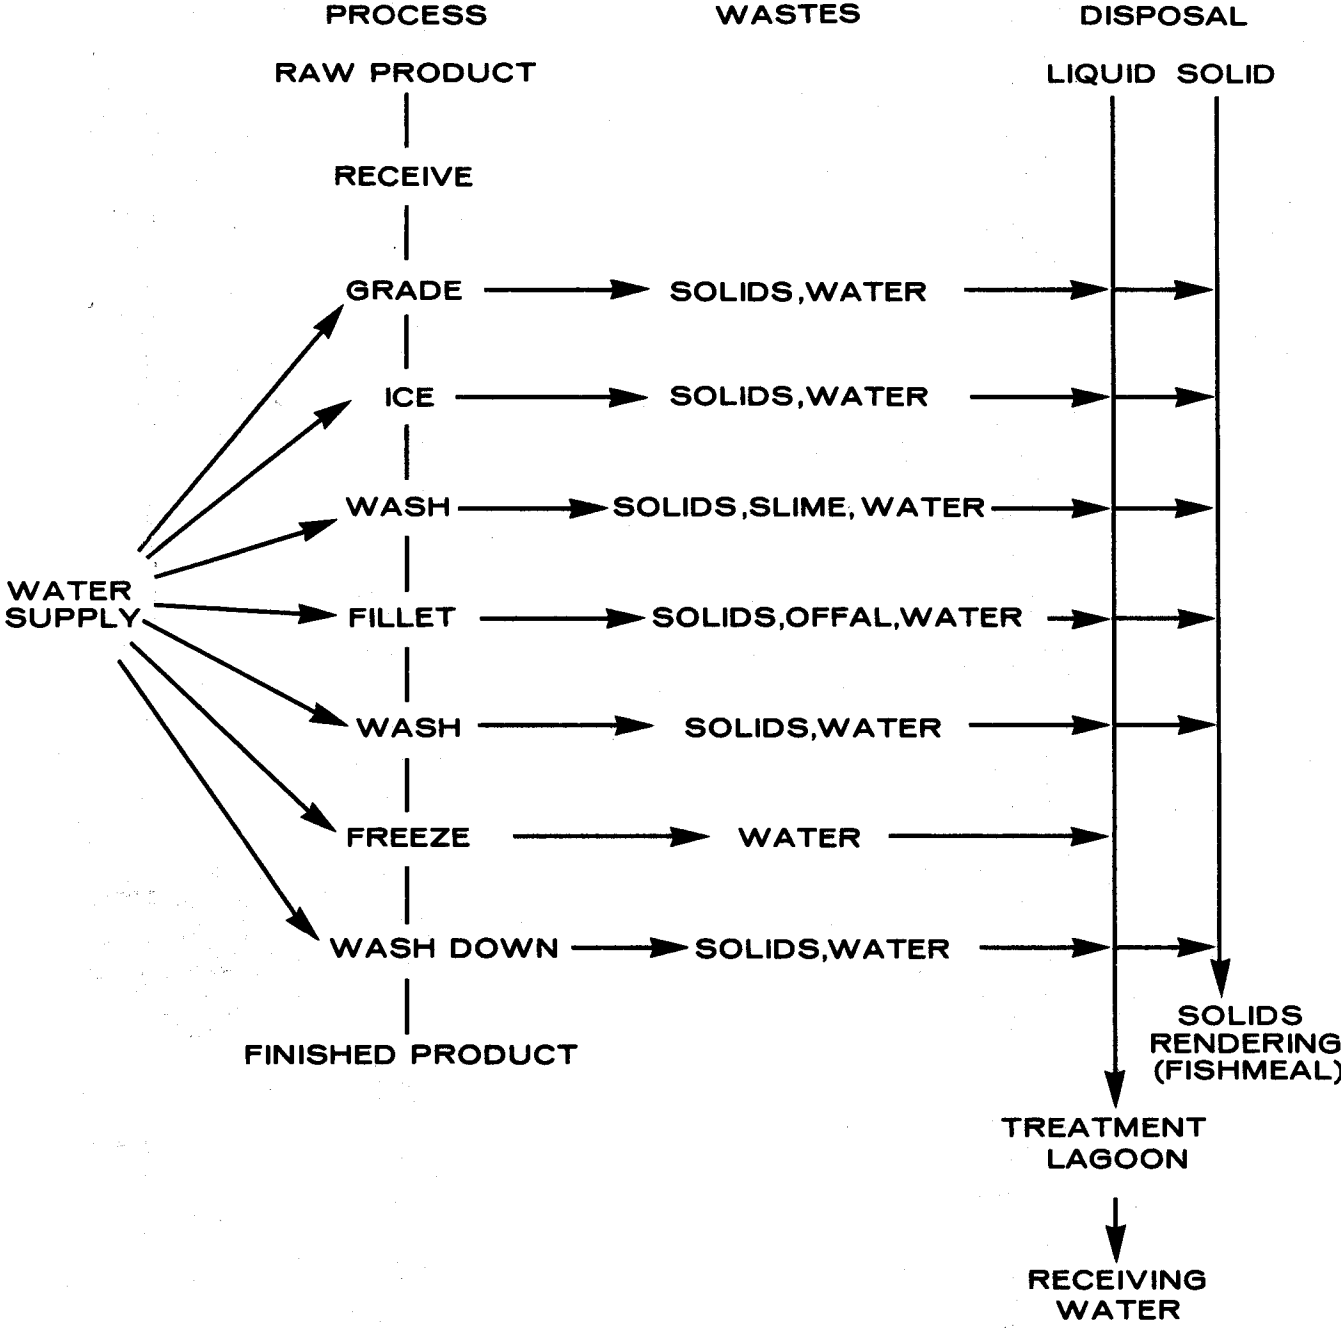 PROCESS WASTES DISPOSAL
RAW PRODUCT LIQUID SOLID
RECEIVE
GRADE SOLIDS,WATER
ICE SOLIDS,WATER
WASH SOLIDS,SLIME,WATER
WATER
SUPPLY
FILLET SOLIDS,OFFAL,WATER
WASH SOLIDS,WATER
FREEZE WATER
WASH DOWN SOLIDS,WATER
SOLIDS
RENDERING
(FISHMEAL)
FINISHED PRODUCT
TREATMENT
LAGOON
RECEIVING
WATER